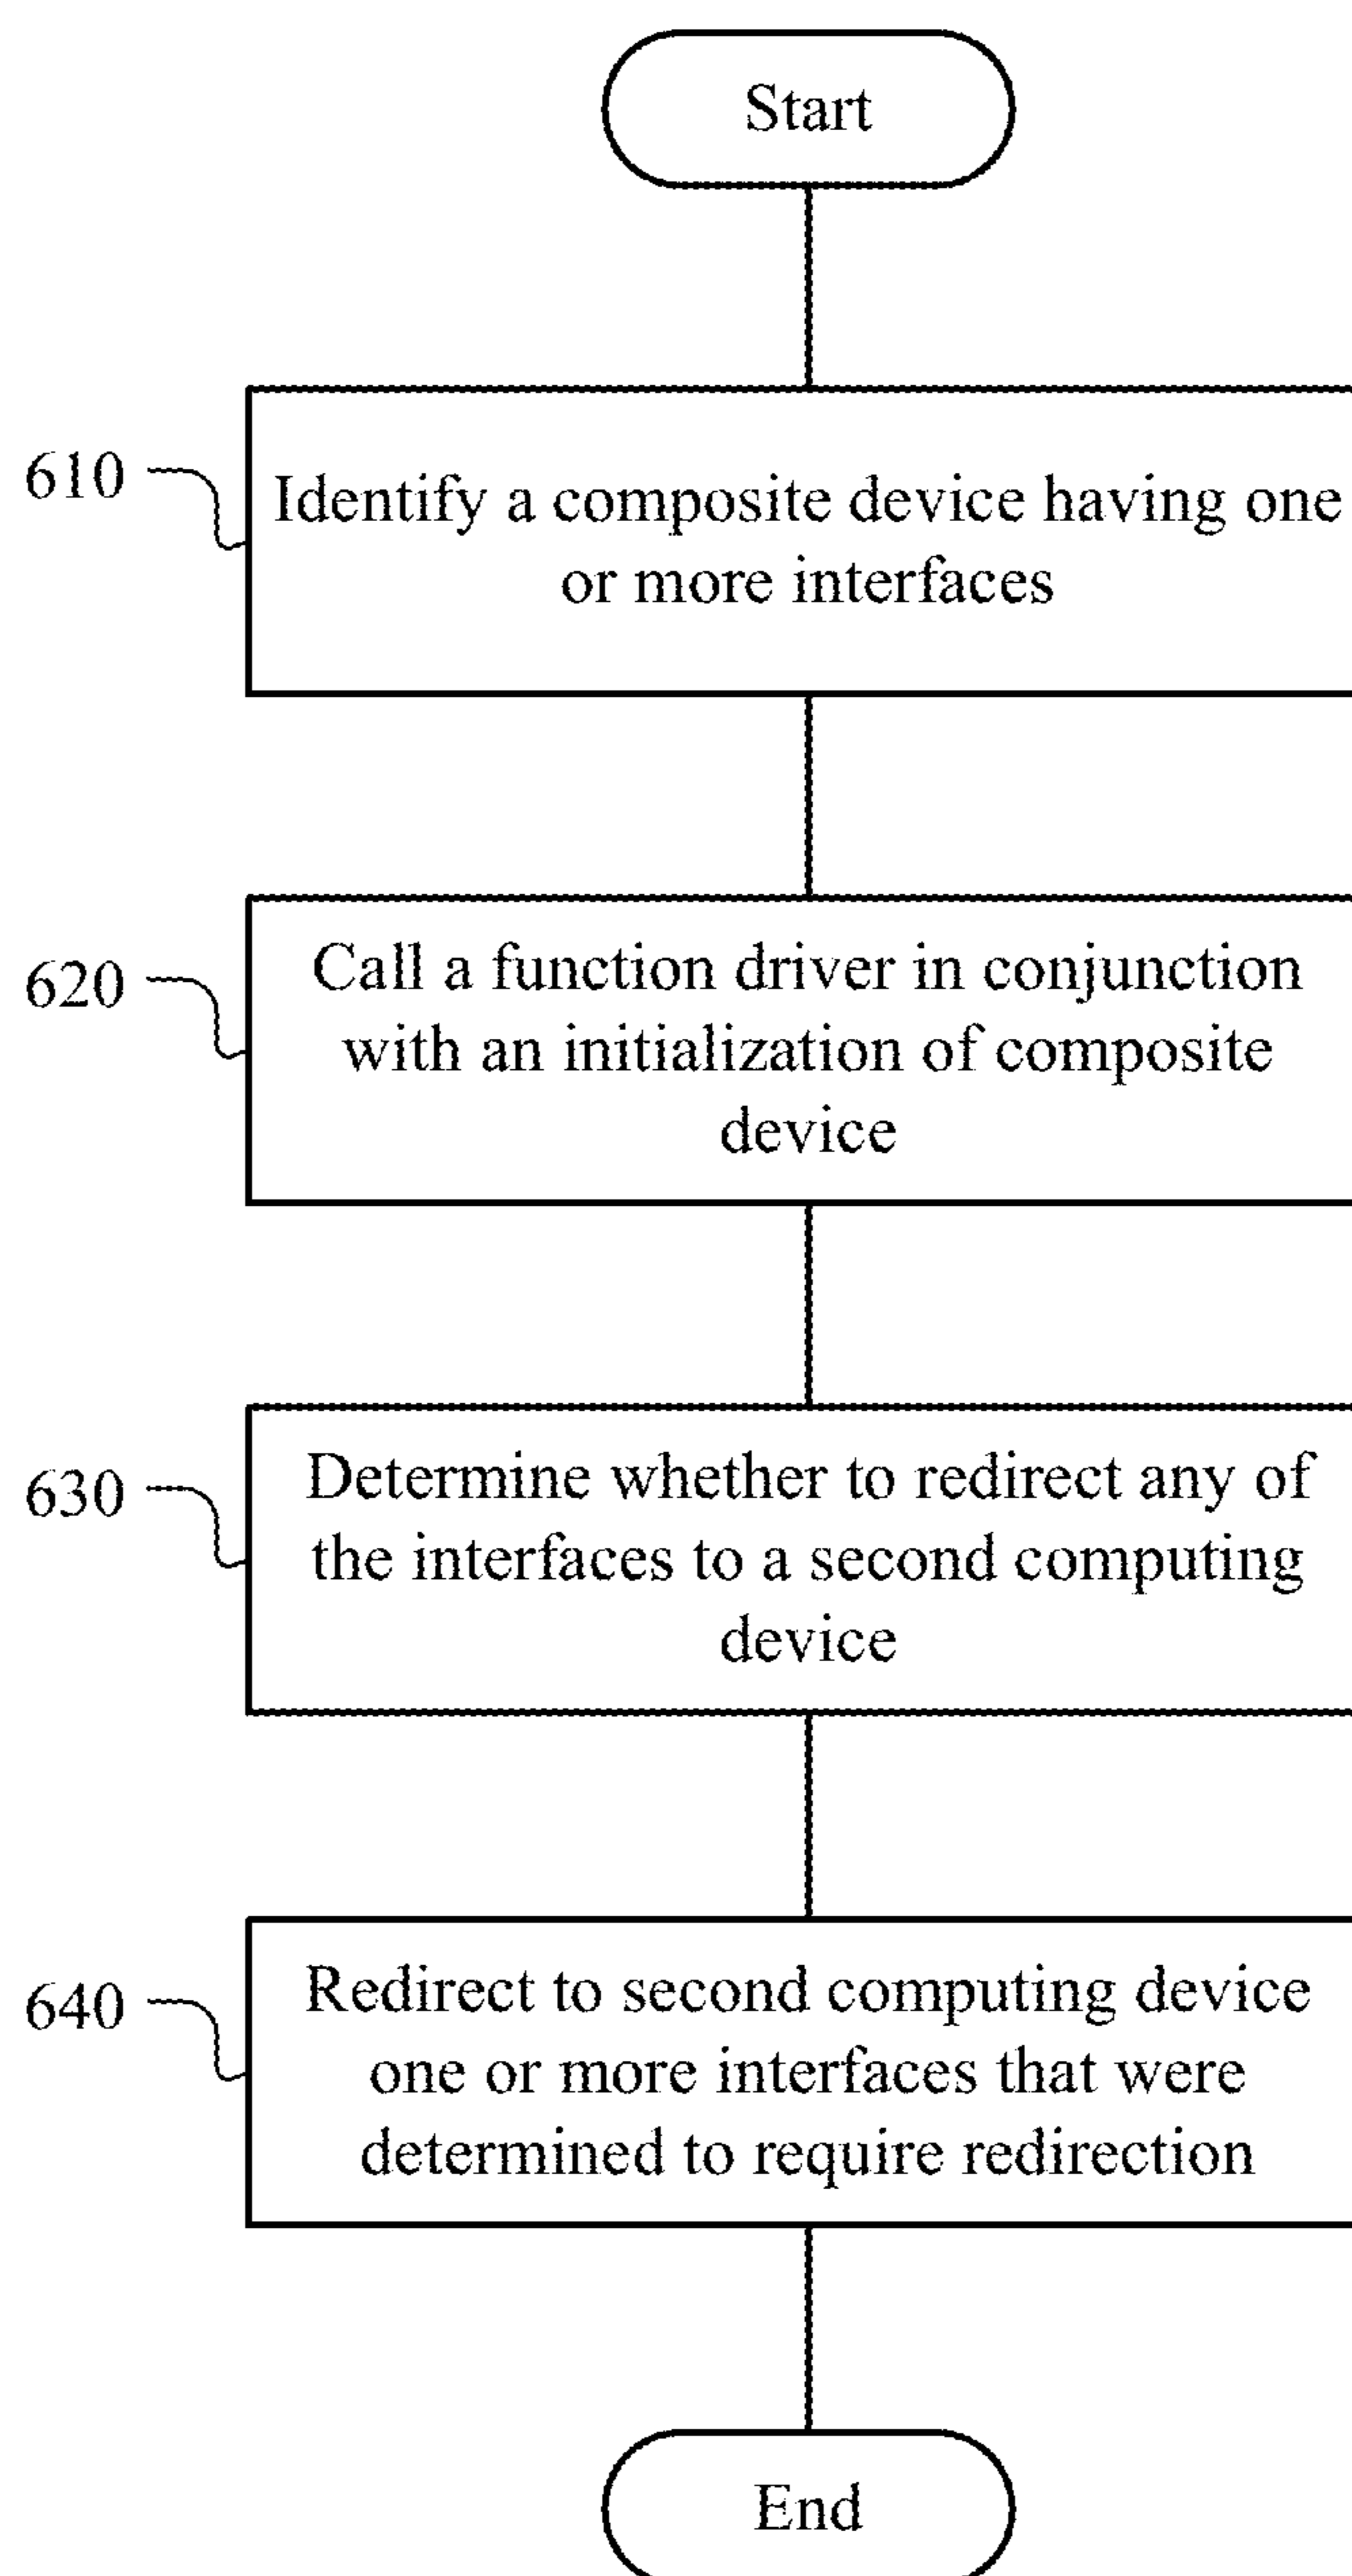 Start
610
Identify a composite device having one
or more interfaces
620
Call a function driver in conjunction
with an initialization of composite
device
630
Determine whether to redirect any of
the interfaces to a second computing
device
640
Redirect to second computing device
one or more interfaces that were
determined to require redirection
End